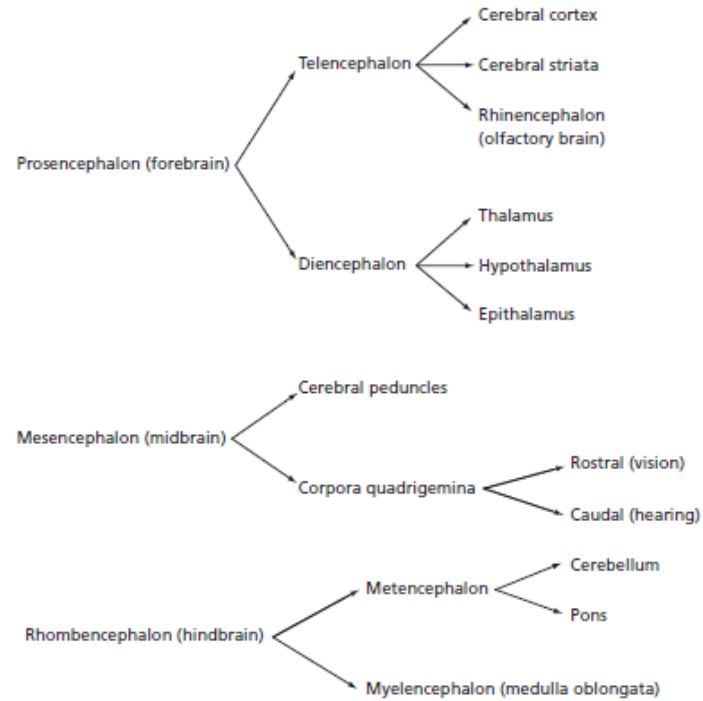 Cerebral cortex
Telencephalon
Cerebral striata
Rhinencephalon
(olfactory brain)
Prosencephalon (forebrain)
Thalamus
Diencephalon
Hypothalamus
Epithalamus
Cerebral peduncles
Mesencephalon (midbrain)
Rostral (vision)
Corpora quadrigemina
Caudal (hearing)
Cerebellum
Metencephalon
Pons
Rhombencephalon (hindbrain)
Myelencephalon (medulla oblongata)